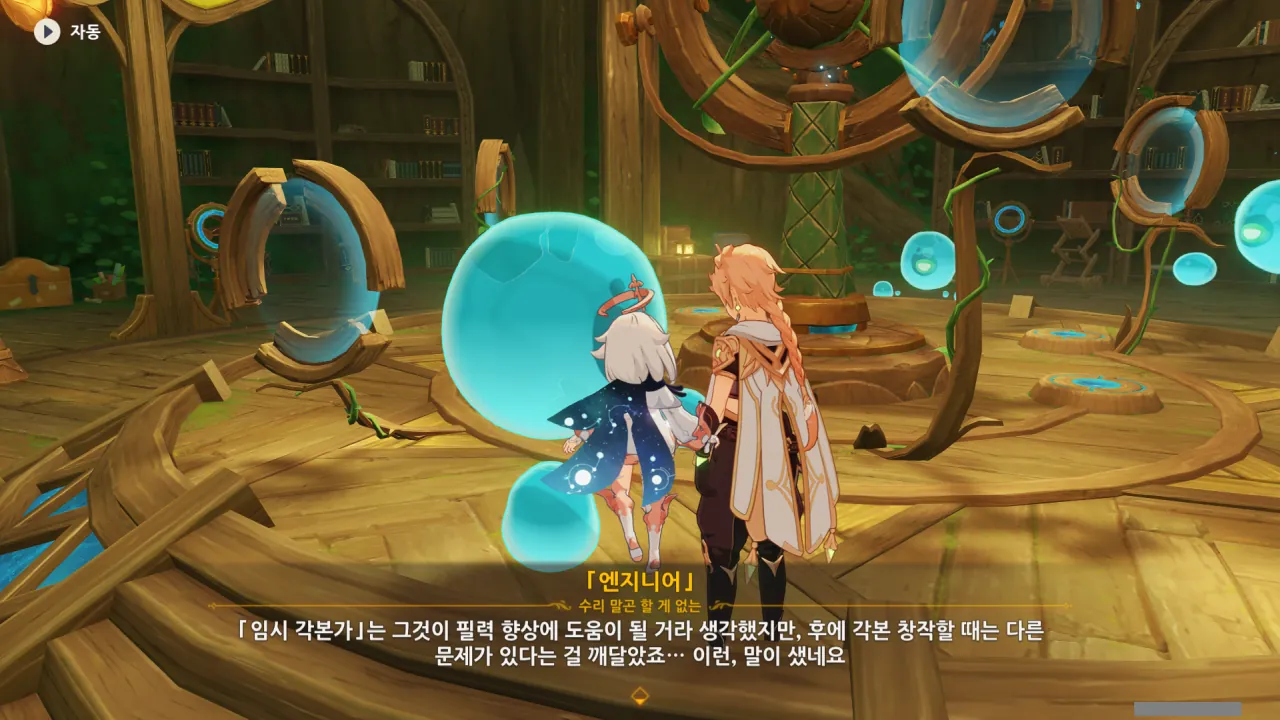 자동
「엔지니어」
수리 말곤 할 게 없는
「임시 각본가」는 그것이 필력 향상에 도움이 될 거라 생각했지만, 후에 각본 창작할 때는 다른
문제가 있다는 걸 깨달았죠… 이런, 말이 샜네요